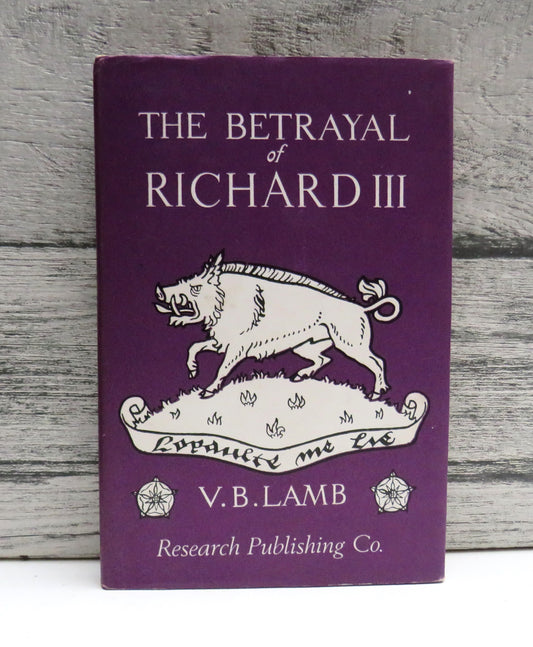 THE BETRAYAL
of
RICHARD III
Loyaulte me lie
V.B.LAMB
Research Publishing Co.